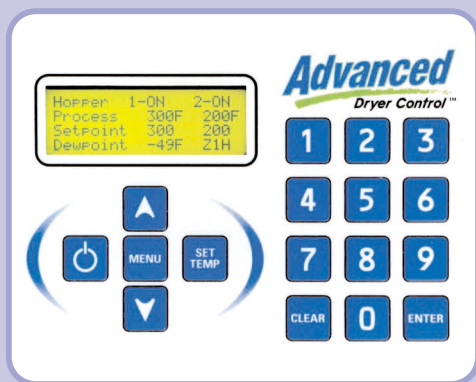 Advanced
Dryer Control™
Hopper 1-ON 2-ON
Process 300F 200F
Setpoint 300 200
Dewpoint -49F Z1H
1 2 3
4 5 6
7 8 9
CLEAR 0 ENTER
MENU
SET
TEMP